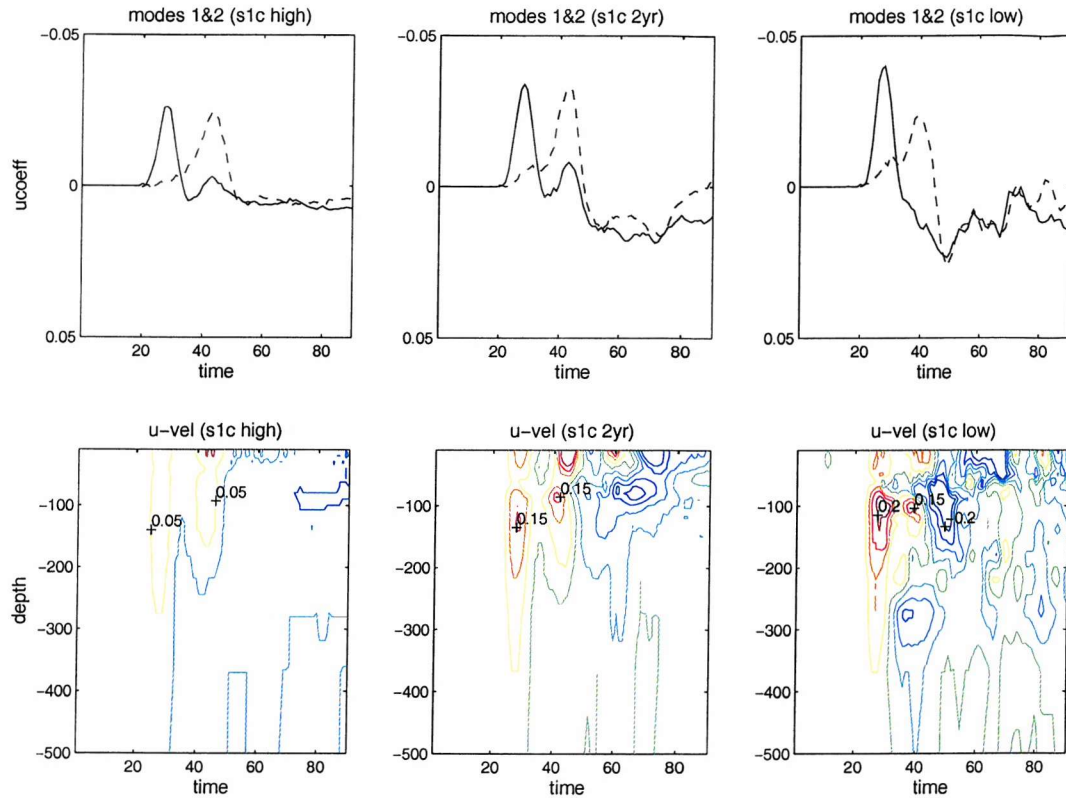 modes 1&2 (s1c high)
modes 1&2 (s1c 2yr)
modes 1&2 (s1c low)
-0.05
-0.05
-0.05
ucoeff
0
0
0
0.05
0.05
0.05
0 20 40 60 80
0 20 40 60 80
0 20 40 60 80
time
time
time
u-vel (s1c high)
u-vel (s1c 2yr)
u-vel (s1c low)
depth
-100
-200
-300
-400
-500
-100
-200
-300
-400
-500
-100
-200
-300
-400
-500
0.05
0.05
0.15
0.15
0.2
0.15
-0.2
20 40 60 80
20 40 60 80
20 40 60 80
time
time
time